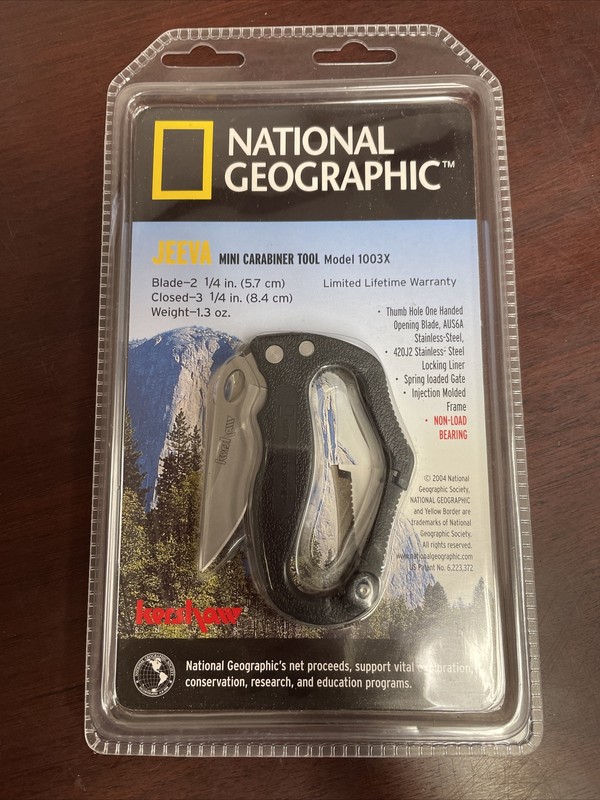 NATIONAL
GEOGRAPHIC™
JEEVA MINI CARABINER TOOL Model 1003X
Blade–2 1/4 in. (5.7 cm)
Closed–3 1/4 in. (8.4 cm)
Weight–1.3 oz.
Limited Lifetime Warranty
• Thumb Hole One Handed
Opening Blade, AUS6A
Stainless-Steel,
• 420J2 Stainless- Steel
Locking Liner
• Spring loaded Gate
• Injection Molded
Frame
• NON-LOAD
BEARING
kershaw
© 2004 National
Geographic Society,
NATIONAL GEOGRAPHIC
and Yellow Border are
trademarks of National
Geographic Society.
All rights reserved.
www.nationalgeographic.com
US Patent No. 6,223,372
kershaw
National Geographic's net proceeds, support vital exploration,
conservation, research, and education programs.